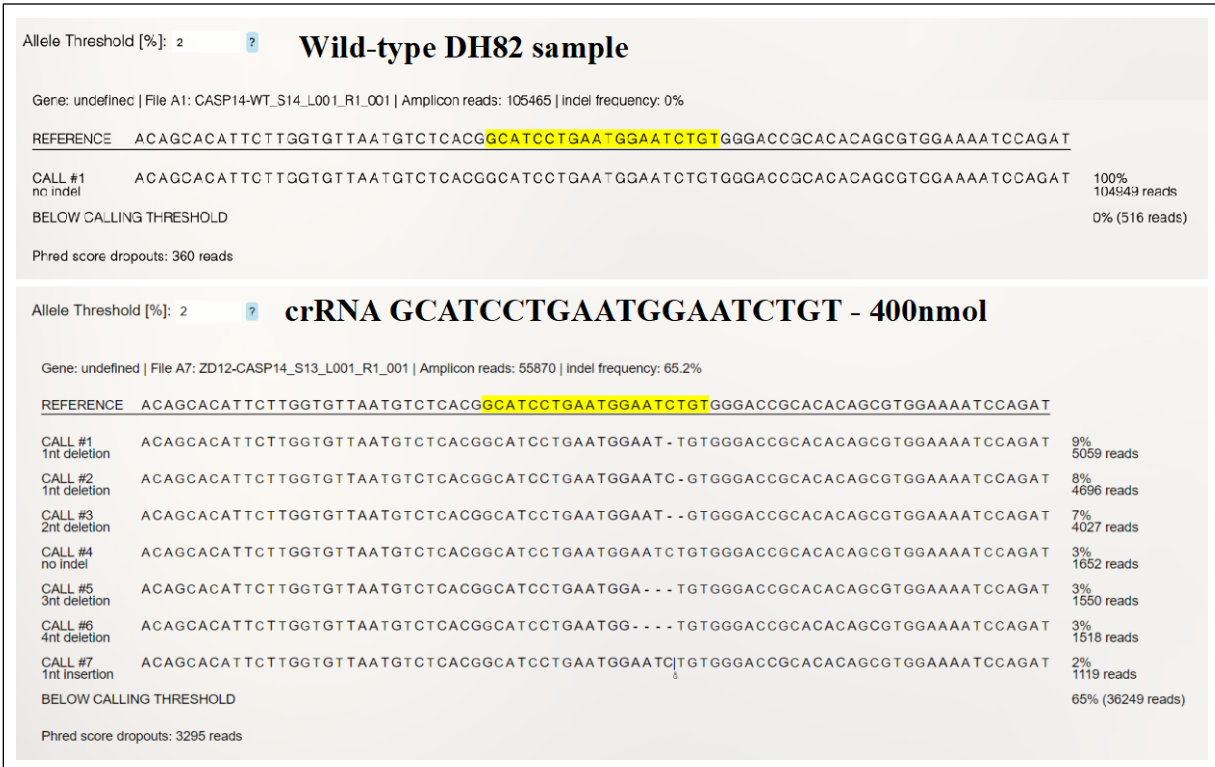 Allele Threshold [%]: 2 ? Wild-type DH82 sample
Gene: undefined | File A1: CASP14-WT_S14_L001_R1_001 | Amplicon reads: 105465 | indel frequency: 0%
REFERENCE ACAGCACATTCTTGGTGTTAATGTCTCACGGCATCCTGAATGGAATCTGTGGGACCGCACACAGCGTGGAAAATCCAGAT
CALL #1 ACAGCACATTCTTGGTGTTAATGTCTCACGGCATCCTGAATGGAATCTGTGGGACCGCACACAGCGTGGAAAATCCAGAT 100%
no indel 104949 reads
BELOW CALLING THRESHOLD 0% (516 reads)
Phred score dropouts: 360 reads
Allele Threshold [%]: 2 ? crRNA GCATCCTGAATGGAATCTGT - 400nmol
Gene: undefined | File A7: ZD12-CASP14_S13_L001_R1_001 | Amplicon reads: 55870 | indel frequency: 65.2%
REFERENCE ACAGCACATTCTTGGTGTTAATGTCTCACGGCATCCTGAATGGAATCTGTGGGACCGCACACAGCGTGGAAAATCCAGAT
CALL #1 ACAGCACATTCTTGGTGTTAATGTCTCACGGCATCCTGAATGGAAT-TGTGGGACCGCACACAGCGTGGAAAATCCAGAT 9%
1nt deletion 5059 reads
CALL #2 ACAGCACATTCTTGGTGTTAATGTCTCACGGCATCCTGAATGGAATC-GTGGGACCGCACACAGCGTGGAAAATCCAGAT 8%
1nt deletion 4696 reads
CALL #3 ACAGCACATTCTTGGTGTTAATGTCTCACGGCATCCTGAATGGAAT--GTGGGACCGCACACAGCGTGGAAAATCCAGAT 7%
2nt deletion 4027 reads
CALL #4 ACAGCACATTCTTGGTGTTAATGTCTCACGGCATCCTGAATGGAATCTGTGGGACCGCACACAGCGTGGAAAATCCAGAT 3%
no indel 1652 reads
CALL #5 ACAGCACATTCTTGGTGTTAATGTCTCACGGCATCCTGAATGGA---TGTGGGACCGCACACAGCGTGGAAAATCCAGAT 3%
3nt deletion 1550 reads
CALL #6 ACAGCACATTCTTGGTGTTAATGTCTCACGGCATCCTGAATGG----TGTGGGACCGCACACAGCGTGGAAAATCCAGAT 3%
4nt deletion 1518 reads
CALL #7 ACAGCACATTCTTGGTGTTAATGTCTCACGGCATCCTGAATGGAATC|TGTGGGACCGCACACAGCGTGGAAAATCCAGAT 2%
1nt insertion 1119 reads
BELOW CALLING THRESHOLD 65% (36249 reads)
Phred score dropouts: 3295 reads